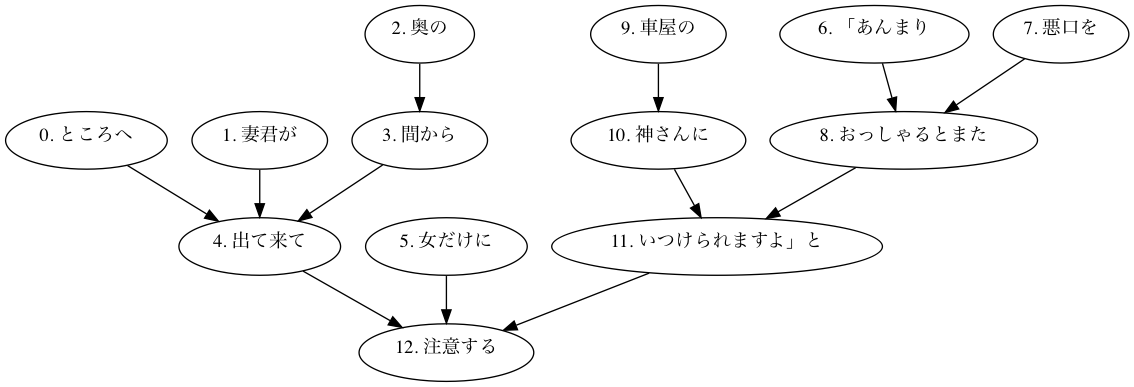 2. 奥の
9. 車屋の
6. 「あんまり
7. 悪口を
0. ところへ
1. 妻君が
3. 間から
10. 神さんに
8. おっしゃるとまた
4. 出て来て
5. 女だけに
11. いつけられますよ」と
12. 注意する